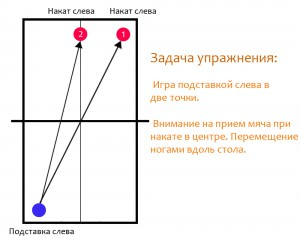 Накат слева Накат слева
2 1
Задача упражнения:
Игра подставкой слева в
две точки.
Внимание на прием мяча при
накате в центре. Перемещение
ногами вдоль стола.
Подставка слева